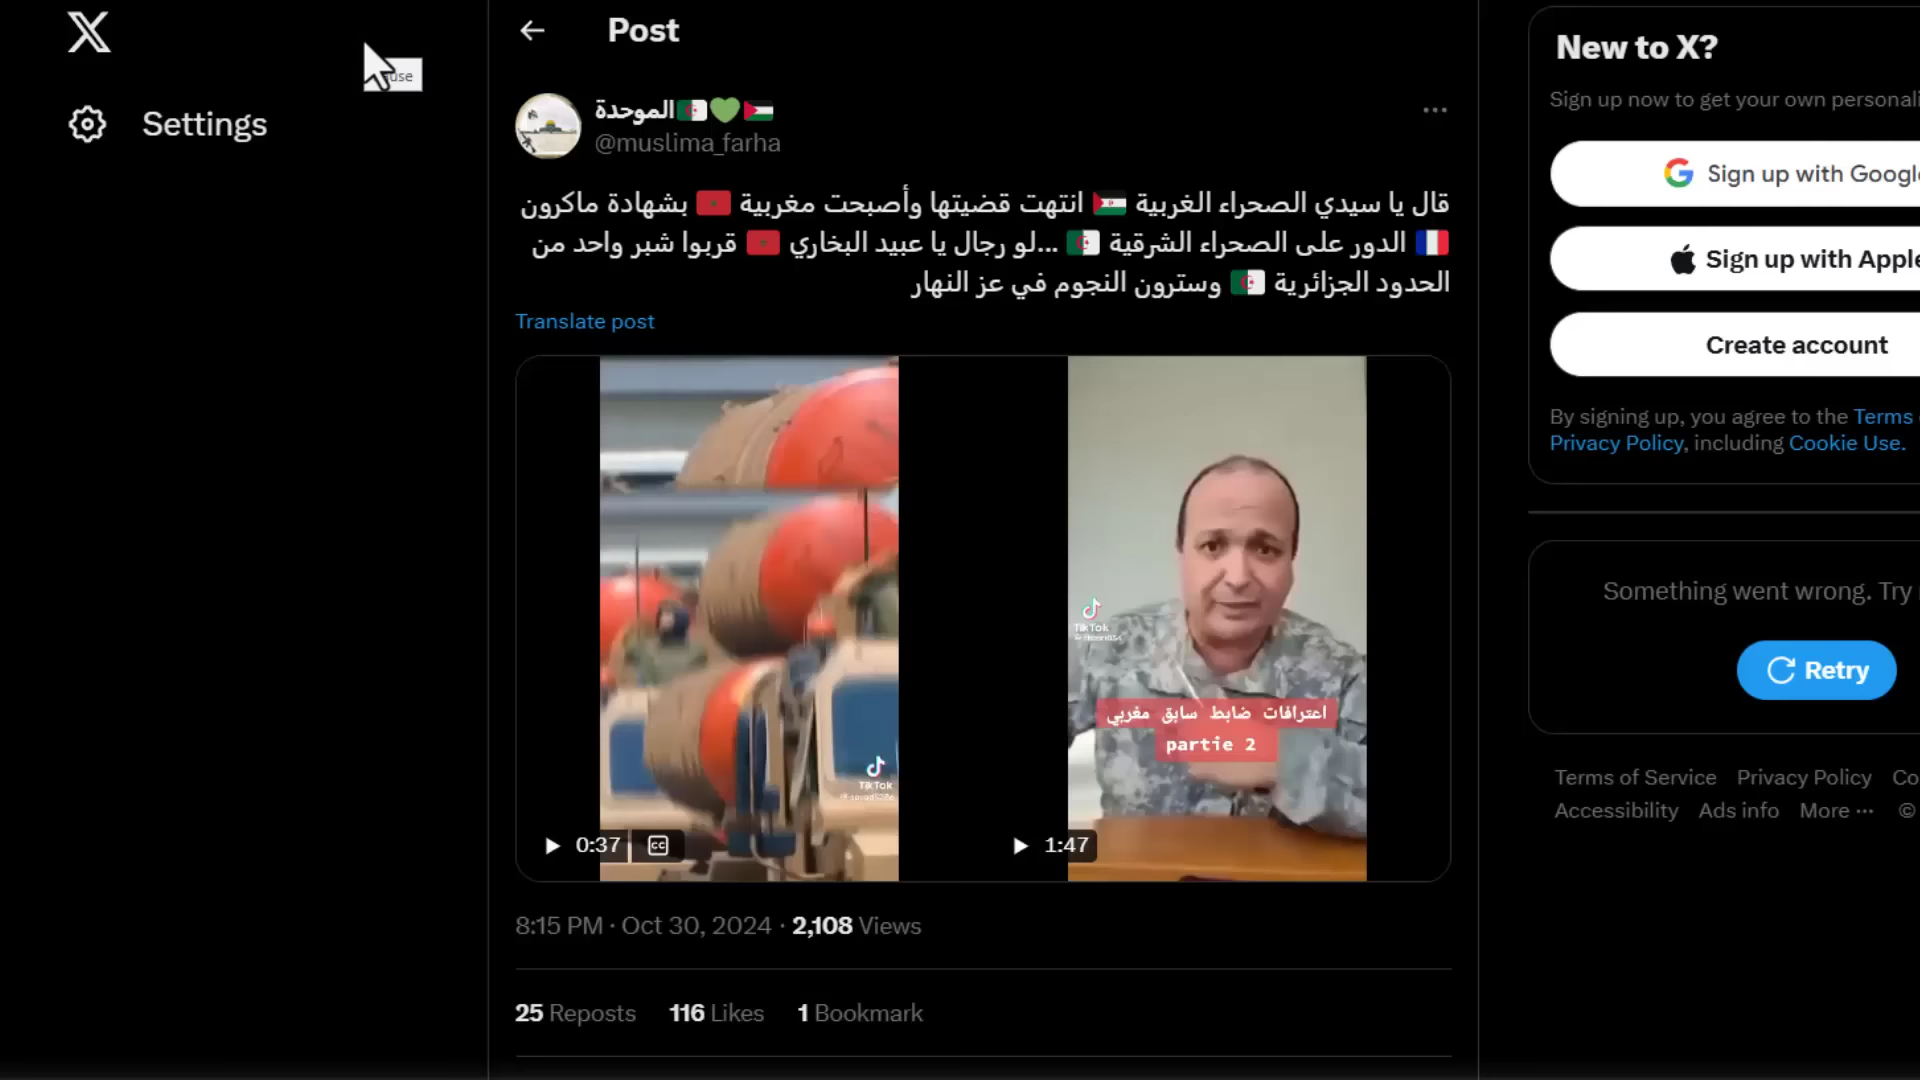 Post
New to X?
Settings
الموحدة🇩🇿💚🇵🇸
@muslima_farha
Sign up now to get your own personali
Sign up with Google
Sign up with Apple
Create account
By signing up, you agree to the Terms
Privacy Policy, including Cookie Use.
قال يا سيدي الصحراء الغربية 🇪🇭 انتهت قضيتها وأصبحت مغربية 🇲🇦 بشهادة ماكرون
🇫🇷 الدور على الصحراء الشرقية 🇩🇿 ...لو رجال يا عبيد البخاري 🇲🇦 قربوا شبر واحد من
الحدود الجزائرية 🇩🇿 وسترون النجوم في عز النهار
Translate post
TikTok
اعترافات ضابط سابق مغربي
partie 2
TikTok
0:37
CC
1:47
Something went wrong. Try
Retry
Terms of Service Privacy Policy Co
Accessibility Ads info More ··· ©
8:15 PM · Oct 30, 2024 · 2,108 Views
25 Reposts 116 Likes 1 Bookmark